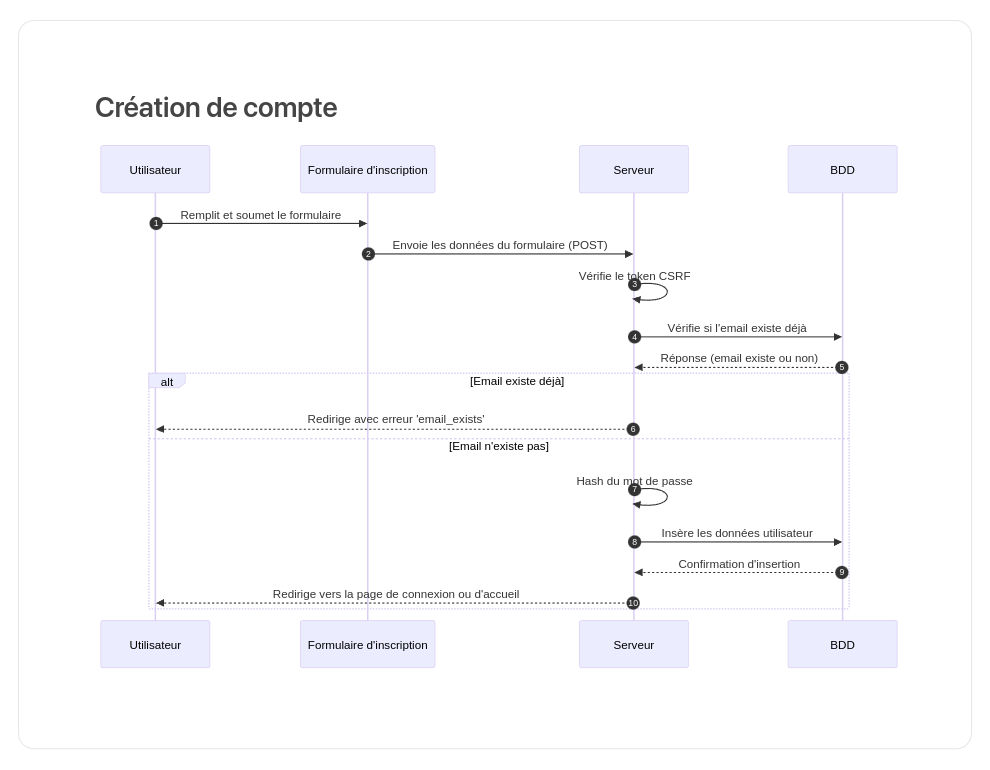 Création de compte
Utilisateur
Formulaire d'inscription
Serveur
BDD
1
Remplit et soumet le formulaire
2
Envoie les données du formulaire (POST)
Vérifie le token CSRF
3
4
Vérifie si l'email existe déjà
Réponse (email existe ou non)
5
alt
[Email existe déjà]
Redirige avec erreur 'email_exists'
6
[Email n'existe pas]
Hash du mot de passe
7
8
Insère les données utilisateur
Confirmation d'insertion
9
Redirige vers la page de connexion ou d'accueil
10
Utilisateur
Formulaire d'inscription
Serveur
BDD